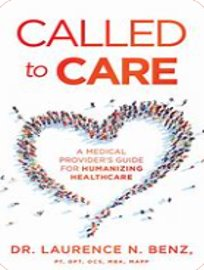 CALLED
to CARE
A MEDICAL
PROVIDER'S GUIDE
FOR HUMANIZING
HEALTHCARE
DR. LAURENCE N. BENZ,
PT, DPT, OCS, MBA, MAPP